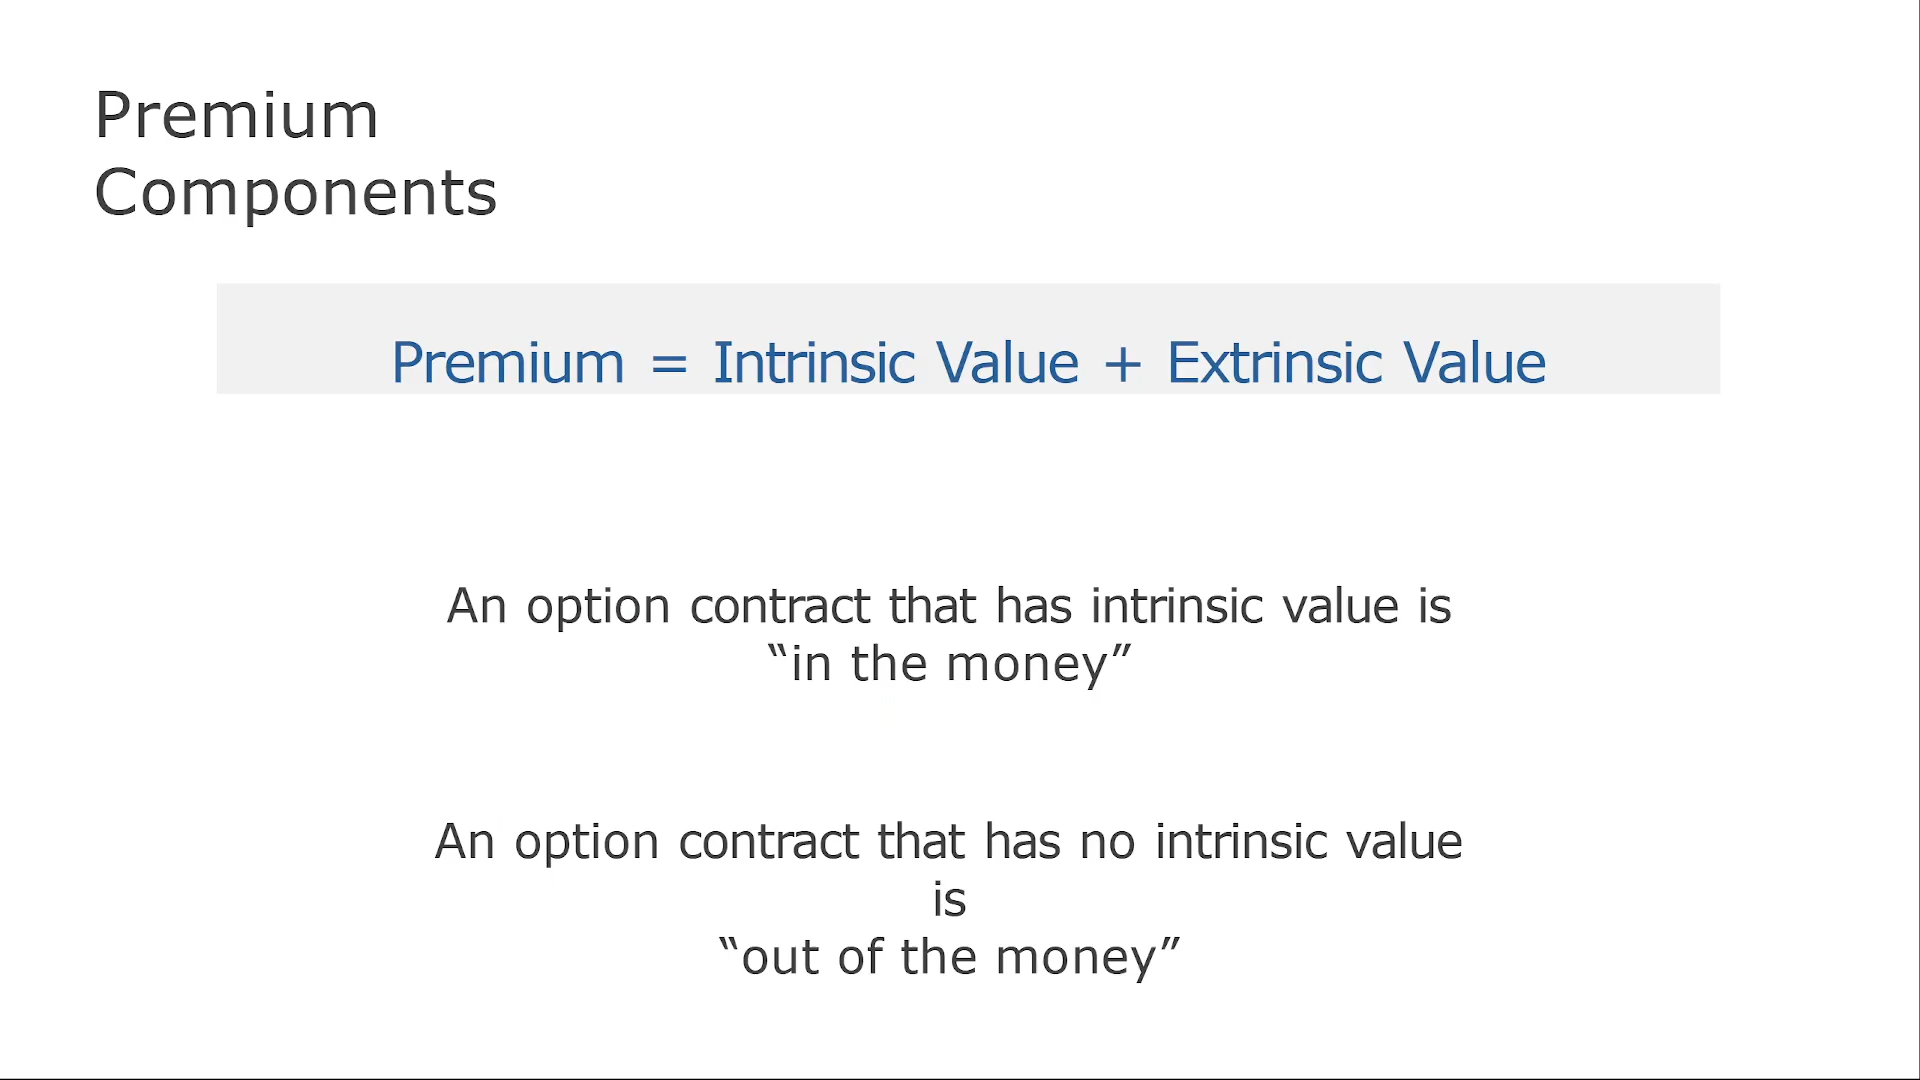 Premium
Components
Premium = Intrinsic Value + Extrinsic Value
An option contract that has intrinsic value is
“in the money”
An option contract that has no intrinsic value
is
“out of the money”